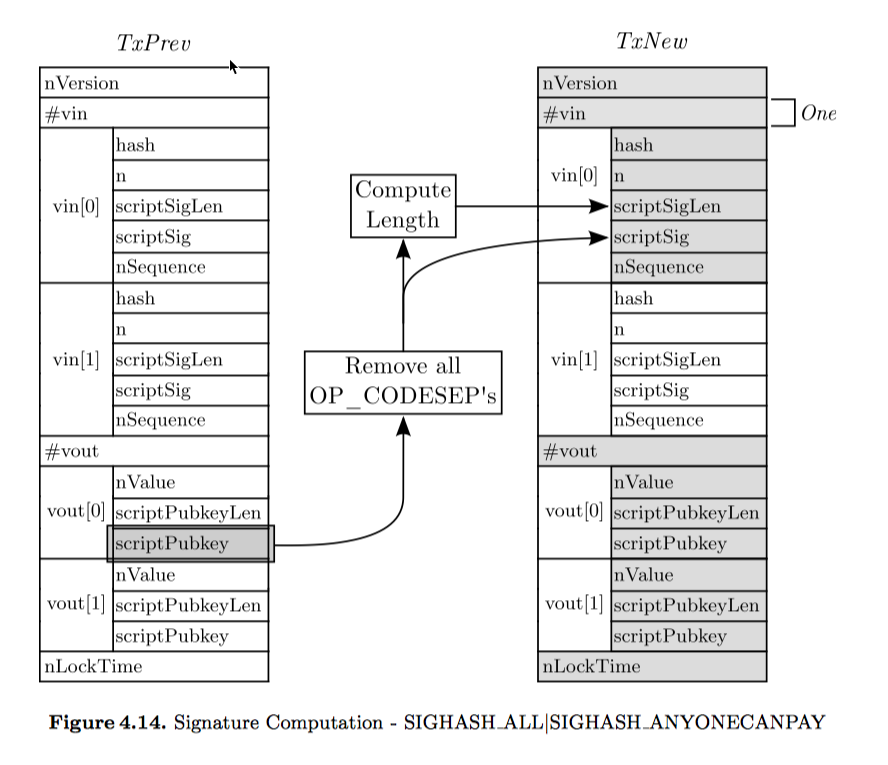 TxPrev
nVersion
#vin
vin[0]
hash
n
scriptSigLen
scriptSig
nSequence
vin[1]
hash
n
scriptSigLen
scriptSig
nSequence
#vout
vout[0]
nValue
scriptPubkeyLen
scriptPubkey
vout[1]
nValue
scriptPubkeyLen
scriptPubkey
nLockTime
Compute
Length
Remove all
OP_CODESEP's
TxNew
nVersion
#vin
One
vin[0]
hash
n
scriptSigLen
scriptSig
nSequence
vin[1]
hash
n
scriptSigLen
scriptSig
nSequence
#vout
vout[0]
nValue
scriptPubkeyLen
scriptPubkey
vout[1]
nValue
scriptPubkeyLen
scriptPubkey
nLockTime
Figure 4.14. Signature Computation - SIGHASH_ALL|SIGHASH_ANYONECANPAY